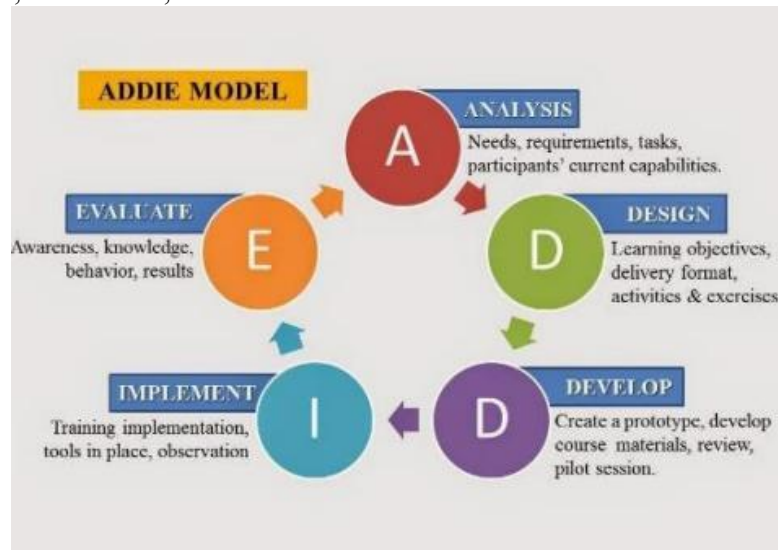 ADDIE MODEL
A
ANALYSIS
Needs, requirements, tasks,
participants' current capabilities.
D
DESIGN
Learning objectives,
delivery format,
activities & exercises
D
DEVELOP
Create a prototype, develop
course materials, review,
pilot session.
I
IMPLEMENT
Training implementation,
tools in place, observation
E
EVALUATE
Awareness, knowledge,
behavior, results